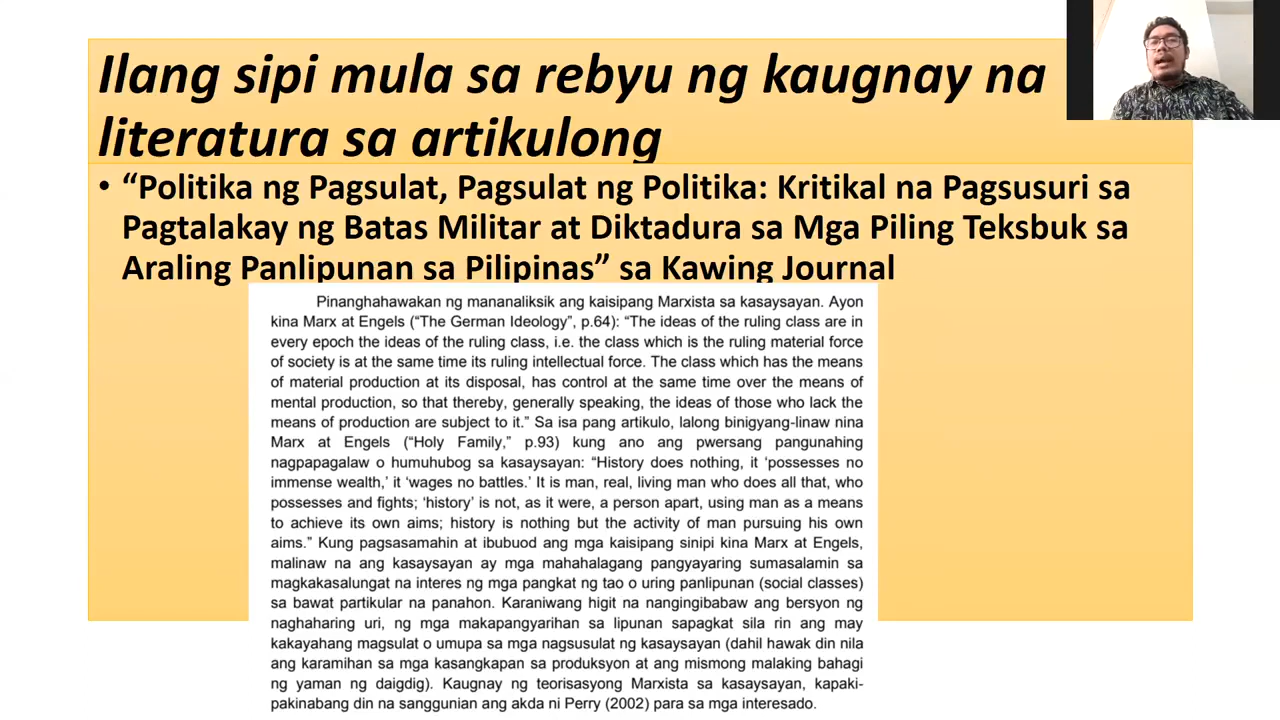 Ilang sipi mula sa rebyu ng kaugnay na
literatura sa artikulong
• “Politika ng Pagsulat, Pagsulat ng Politika: Kritikal na Pagsusuri sa
Pagtalakay ng Batas Militar at Diktadura sa Mga Piling Teksbuk sa
Araling Panlipunan sa Pilipinas” sa Kawing Journal
Pinanghahawakan ng mananaliksik ang kaisipang Marxista sa kasaysayan. Ayon
kina Marx at Engels (“The German Ideology”, p.64): “The ideas of the ruling class are in
every epoch the ideas of the ruling class, i.e. the class which is the ruling material force
of society is at the same time its ruling intellectual force. The class which has the means
of material production at its disposal, has control at the same time over the means of
mental production, so that thereby, generally speaking, the ideas of those who lack the
means of production are subject to it.” Sa isa pang artikulo, lalong binigyang-linaw nina
Marx at Engels (“Holy Family,” p.93) kung ano ang pwersang pangunahing
nagpapagalaw o humuhubog sa kasaysayan: “History does nothing, it ‘possesses no
immense wealth,’ it ‘wages no battles.’ It is man, real, living man who does all that, who
possesses and fights; ‘history’ is not, as it were, a person apart, using man as a means
to achieve its own aims; history is nothing but the activity of man pursuing his own
aims.” Kung pagsasamahin at ibubuod ang mga kaisipang sinipi kina Marx at Engels,
malinaw na ang kasaysayan ay mga mahahalagang pangyayaring sumasalamin sa
magkakasalungat na interes ng mga pangkat ng tao o uring panlipunan (social classes)
sa bawat partikular na panahon. Karaniwang higit na nangingibabaw ang bersyon ng
naghaharing uri, ng mga makapangyarihan sa lipunan sapagkat sila rin ang may
kakayahang magsulat o umupa sa mga nagsusulat ng kasaysayan (dahil hawak din nila
ang karamihan sa mga kasangkapan sa produksyon at ang mismong malaking bahagi
ng yaman ng daigdig). Kaugnay ng teorisasyong Marxista sa kasaysayan, kapaki-
pakinabang din na sanggunian ang akda ni Perry (2002) para sa mga interesado.